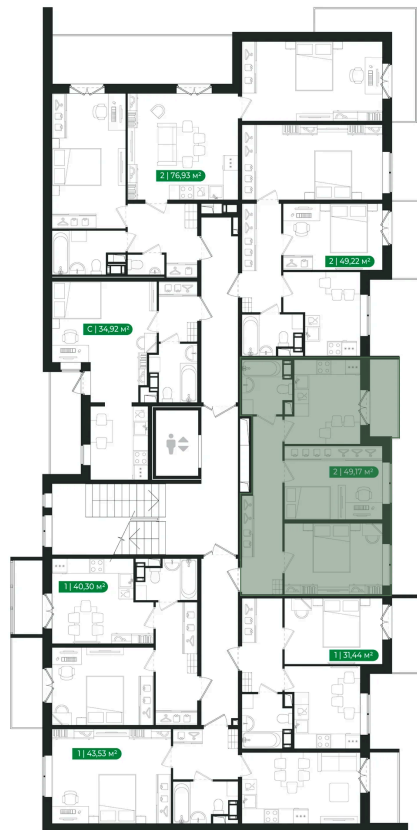 2 | 76,93 м²
2 | 49,22 м²
С | 34,92 м²
2 | 49,17 м²
1 | 40,30 м²
1 | 31,44 м²
1 | 43,53 м²